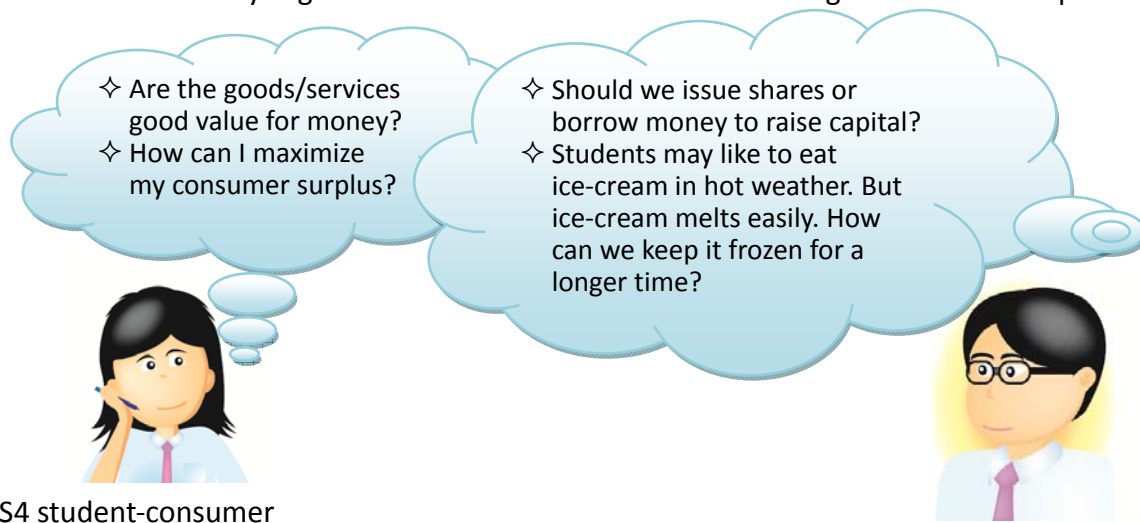 ✧ Are the goods/services
good value for money?
✧ How can I maximize
my consumer surplus?
✧ Should we issue shares or
borrow money to raise capital?
✧ Students may like to eat
ice-cream in hot weather. But
ice-cream melts easily. How
can we keep it frozen for a
longer time?
S4 student-consumer